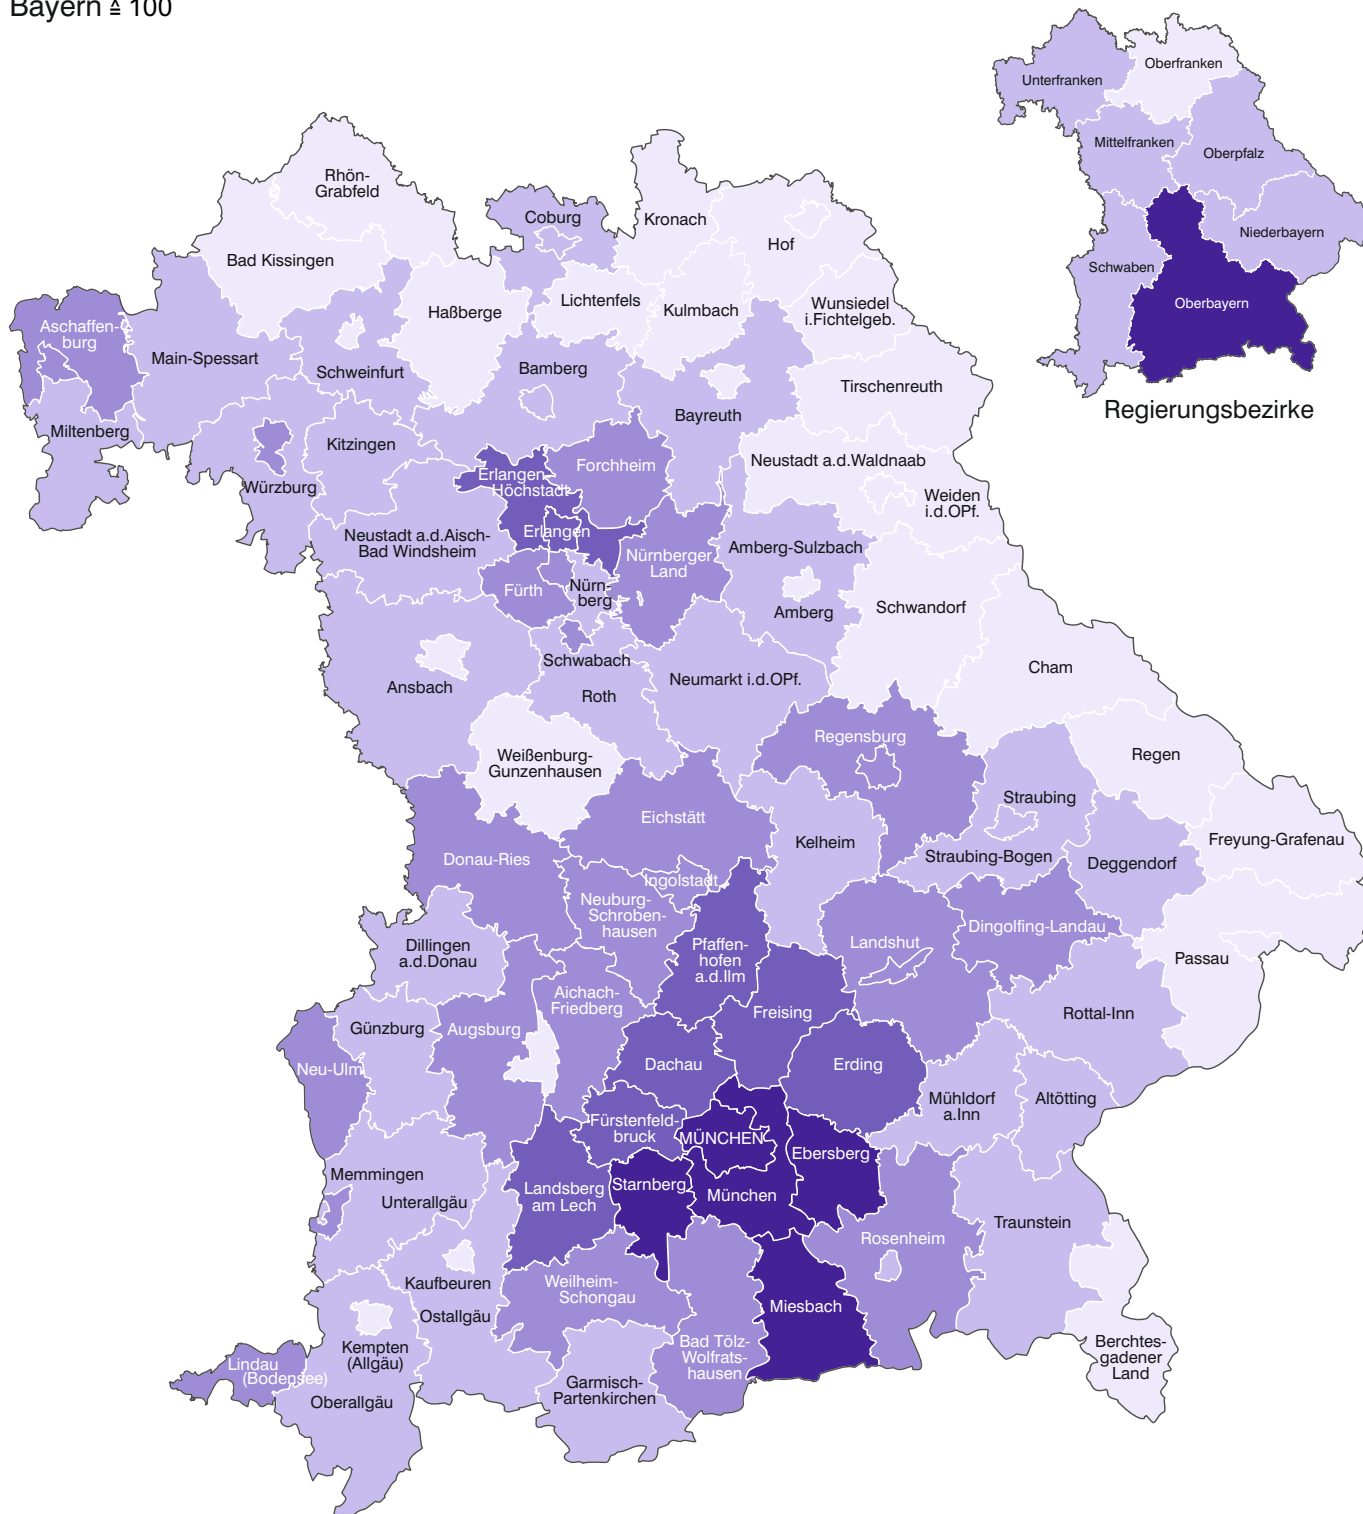 Bayern ≙ 100
Unterfranken
Oberfranken
Mittelfranken
Oberpfalz
Niederbayern
Schwaben
Oberbayern
Regierungsbezirke
Rhön-
Grabfeld
Coburg
Kronach
Hof
Bad Kissingen
Lichtenfels
Kulmbach
Wunsiedel
i.Fichtelgeb.
Haßberge
Aschaffen-
burg
Main-Spessart
Schweinfurt
Bamberg
Tirschenreuth
Bayreuth
Miltenberg
Kitzingen
Würzburg
Erlangen-
Höchstadt
Forchheim
Neustadt a.d.Waldnaab
Weiden
i.d.OPf.
Neustadt a.d.Aisch-
Bad Windsheim
Erlangen
Nürnberger
Land
Amberg-Sulzbach
Fürth
Nürn-
berg
Amberg
Schwandorf
Schwabach
Ansbach
Roth
Neumarkt i.d.OPf.
Cham
Weißenburg-
Gunzenhausen
Regensburg
Regen
Straubing
Eichstätt
Kelheim
Freyung-Grafenau
Donau-Ries
Straubing-Bogen
Deggendorf
Ingolstadt
Neuburg-
Schroben-
hausen
Dingolfing-Landau
Dillingen
a.d.Donau
Pfaffen-
hofen
a.d.Ilm
Landshut
Passau
Aichach-
Friedberg
Freising
Rottal-Inn
Günzburg
Augsburg
Neu-Ulm
Dachau
Erding
Mühldorf
a.Inn
Altötting
Fürstenfeld-
bruck
MÜNCHEN
Ebersberg
Memmingen
Unterallgäu
Landsberg
am Lech
Starnberg
München
Traunstein
Rosenheim
Kaufbeuren
Weilheim-
Schongau
Miesbach
Ostallgäu
Kempten
(Allgäu)
Bad Tölz-
Wolfrats-
hausen
Berchtes-
gadener
Land
Lindau
(Bodensee)
Oberallgäu
Garmisch-
Partenkirchen